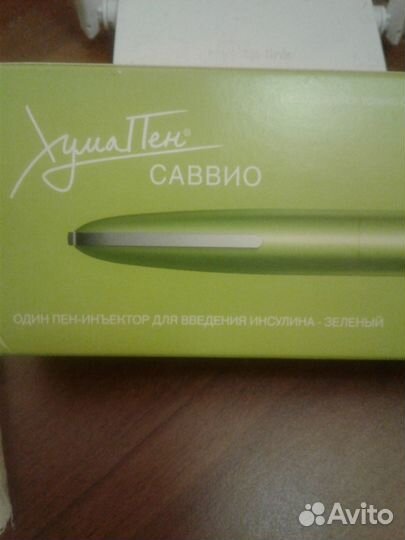 ХумаПен®
САВВИО
ОДИН ПЕН-ИНЪЕКТОР ДЛЯ ВВЕДЕНИЯ ИНСУЛИНА - ЗЕЛЕНЫЙ
Avito